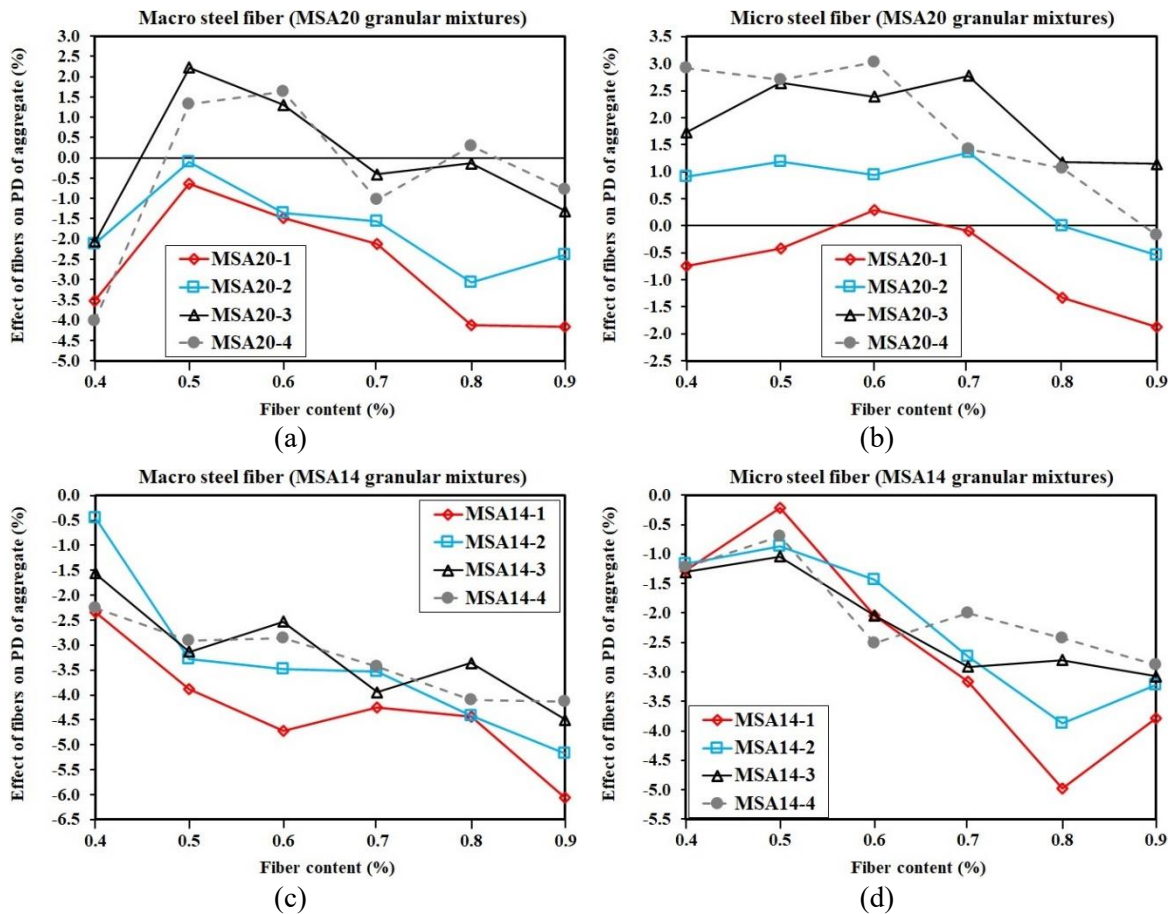 Macro steel fiber (MSA20 granular mixtures)
Effect of fibers on PD of aggregate (%)
3.0
2.5
2.0
1.5
1.0
0.5
0.0
-0.5
-1.0
-1.5
-2.0
-2.5
-3.0
-3.5
-4.0
-4.5
-5.0
MSA20-1
MSA20-2
MSA20-3
MSA20-4
0.4 0.5 0.6 0.7 0.8 0.9
Fiber content (%)
(a)
Micro steel fiber (MSA20 granular mixtures)
Effect of fibers on PD of aggregate (%)
3.5
3.0
2.5
2.0
1.5
1.0
0.5
0.0
-0.5
-1.0
-1.5
-2.0
-2.5
MSA20-1
MSA20-2
MSA20-3
MSA20-4
0.4 0.5 0.6 0.7 0.8 0.9
Fiber content (%)
(b)
Macro steel fiber (MSA14 granular mixtures)
Effect of fibers on PD of aggregate (%)
0.0
-0.5
-1.0
-1.5
-2.0
-2.5
-3.0
-3.5
-4.0
-4.5
-5.0
-5.5
-6.0
-6.5
MSA14-1
MSA14-2
MSA14-3
MSA14-4
0.4 0.5 0.6 0.7 0.8 0.9
Fiber content (%)
(c)
Micro steel fiber (MSA14 granular mixtures)
Effect of fibers on PD of aggregate (%)
0.0
-0.5
-1.0
-1.5
-2.0
-2.5
-3.0
-3.5
-4.0
-4.5
-5.0
-5.5
MSA14-1
MSA14-2
MSA14-3
MSA14-4
0.4 0.5 0.6 0.7 0.8 0.9
Fiber content (%)
(d)